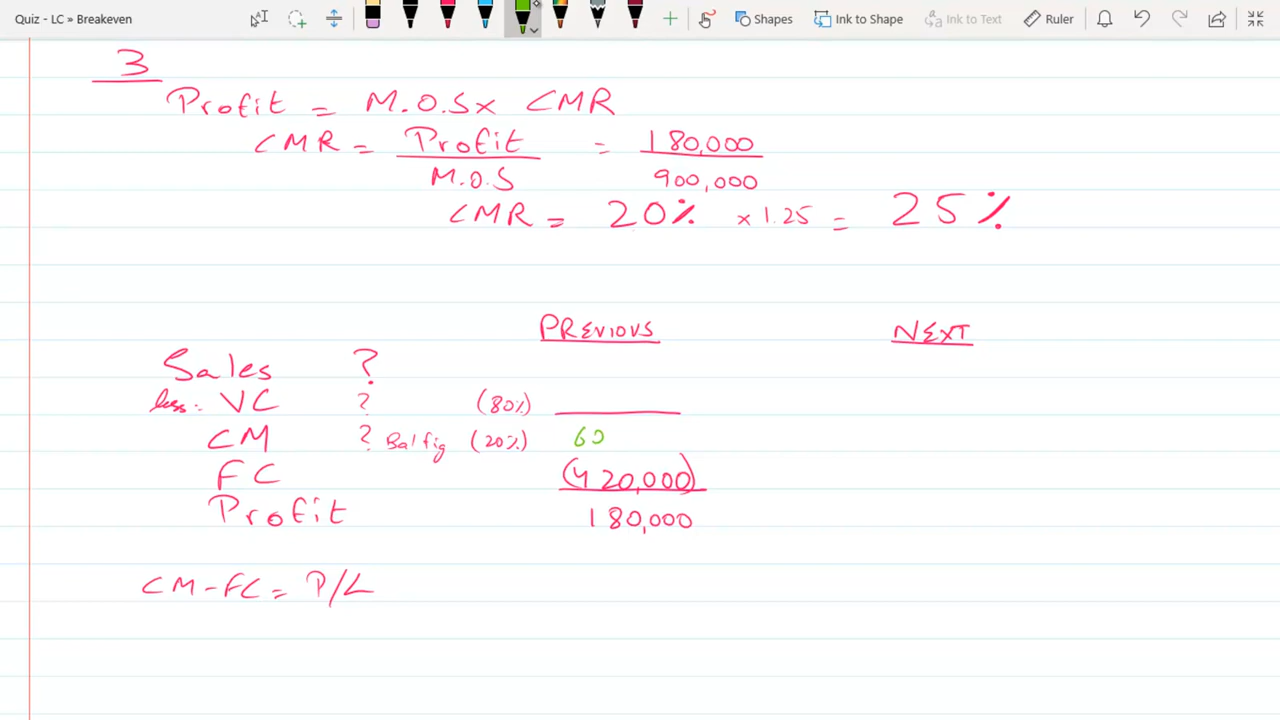 Quiz - LC » Breakeven Shapes Ink to Shape Ink to Text Ruler
3
Profit = M.O.S x CMR
CMR = Profit / M.O.S = 180,000 / 900,000
CMR = 20% x 1.25 = 25%
PREVIOUS NEXT
Sales ?
less: VC ? (80%)
CM ? Bal fig (20%) 60
FC (420,000)
Profit 180,000
CM - FC = P/L